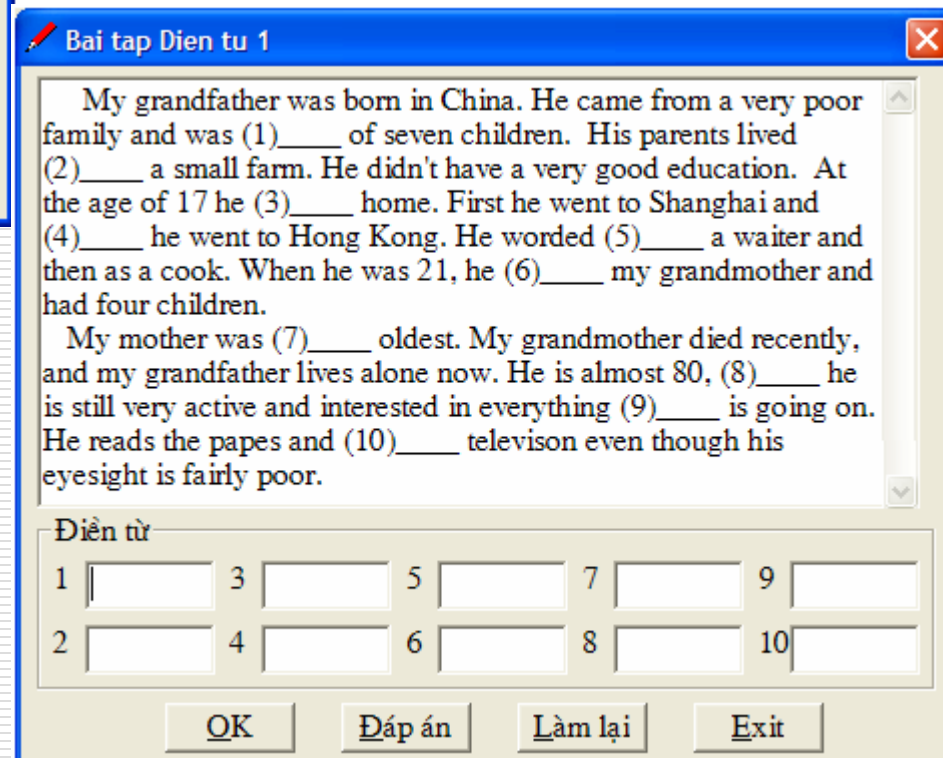 Bai tap Dien tu 1
My grandfather was born in China. He came from a very poor
family and was (1)____ of seven children.  His parents lived
(2)____ a small farm. He didn't have a very good education.  At
the age of 17 he (3)____ home. First he went to Shanghai and
(4)____ he went to Hong Kong. He worded (5)____ a waiter and
then as a cook. When he was 21, he (6)____ my grandmother and
had four children.
My mother was (7)____ oldest. My grandmother died recently,
and my grandfather lives alone now. He is almost 80, (8)____ he
is still very active and interested in everything (9)____ is going on.
He reads the papes and (10)____ televison even though his
eyesight is fairly poor.
Điền từ
1 3 5 7 9
2 4 6 8 10
OK Đáp án Làm lại Exit